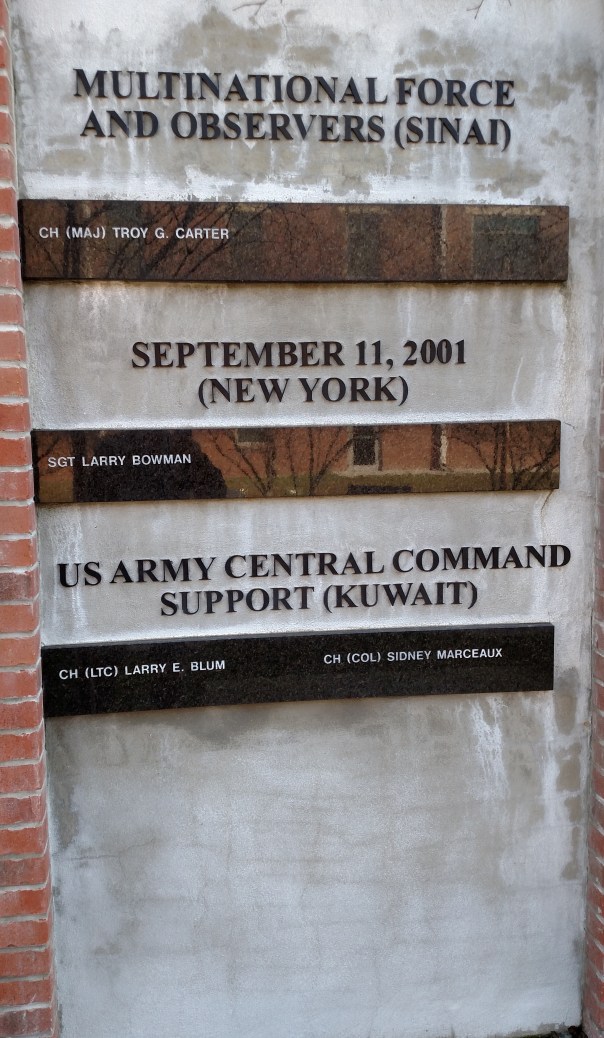 MULTINATIONAL FORCE
AND OBSERVERS (SINAI)
CH (MAJ) TROY G. CARTER
SEPTEMBER 11, 2001
(NEW YORK)
SGT LARRY BOWMAN
US ARMY CENTRAL COMMAND
SUPPORT (KUWAIT)
CH (LTC) LARRY E. BLUM CH (COL) SIDNEY MARCEAUX